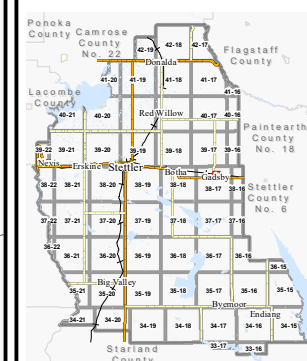 Ponoka
County
Camrose
County
No. 22
Flagstaff
County
42-19 42-18 42-17
Donalda
41-20 41-19 41-18 41-17
Lacombe
County
41-16
40-21 40-20 Red Willow 40-18 40-17 40-16
Paintearth
County
No. 18
39-22 39-21 39-20 39-19 39-18 39-17 39-16
Nevis Erskine Stettler Botha Gadsby
38-22 38-21 38-20 38-19 38-18 38-17 38-16
Stettler
County
No. 6
37-22 37-21 37-20 37-19 37-18 37-17 37-16
36-22
36-21 36-20 36-19 36-18 36-17 36-16
36-15
Big Valley
35-21 35-20 35-19 35-18 35-17 35-16 35-15
Byemoor
Endiang
34-21 34-20 34-19 34-18 34-17 34-16 34-15
33-17 33-16
Starland
County